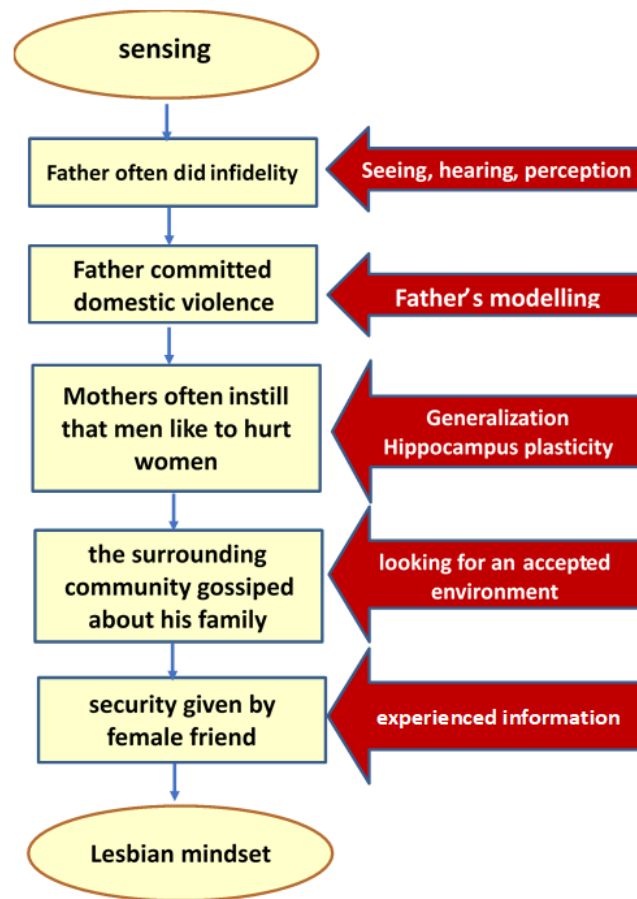 sensing
Father often did infidelity
Seeing, hearing, perception
Father committed
domestic violence
Father's modelling
Mothers often instill
that men like to hurt
women
Generalization
Hippocampus plasticity
the surrounding
community gossiped
about his family
looking for an accepted
environment
security given by
female friend
experienced information
Lesbian mindset